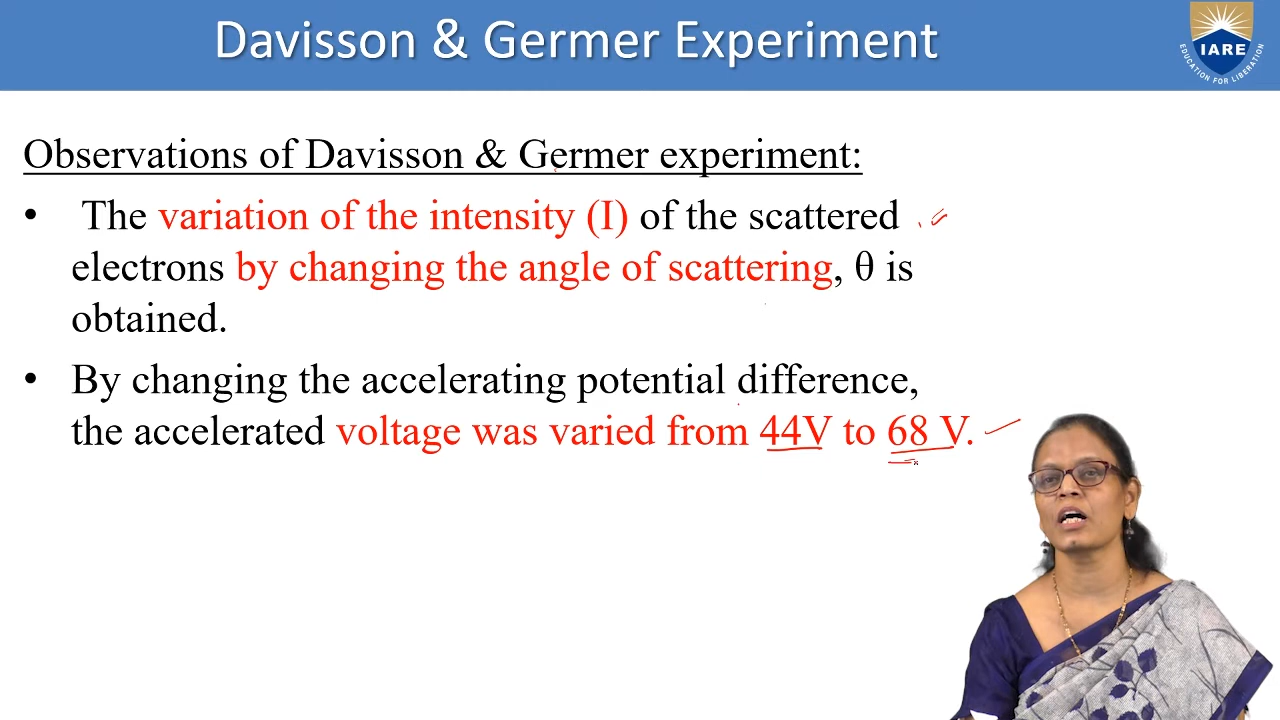 Davisson & Germer Experiment
IARE
EDUCATION FOR LIBERATION
Observations of Davisson & Germer experiment:
• The variation of the intensity (I) of the scattered
electrons by changing the angle of scattering, θ is
obtained.
• By changing the accelerating potential difference,
the accelerated voltage was varied from 44V to 68 V.